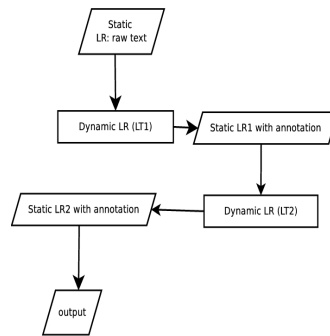 Static
LR: raw text
Dynamic LR (LT1)
Static LR1 with annotation
Dynamic LR (LT2)
Static LR2 with annotation
output